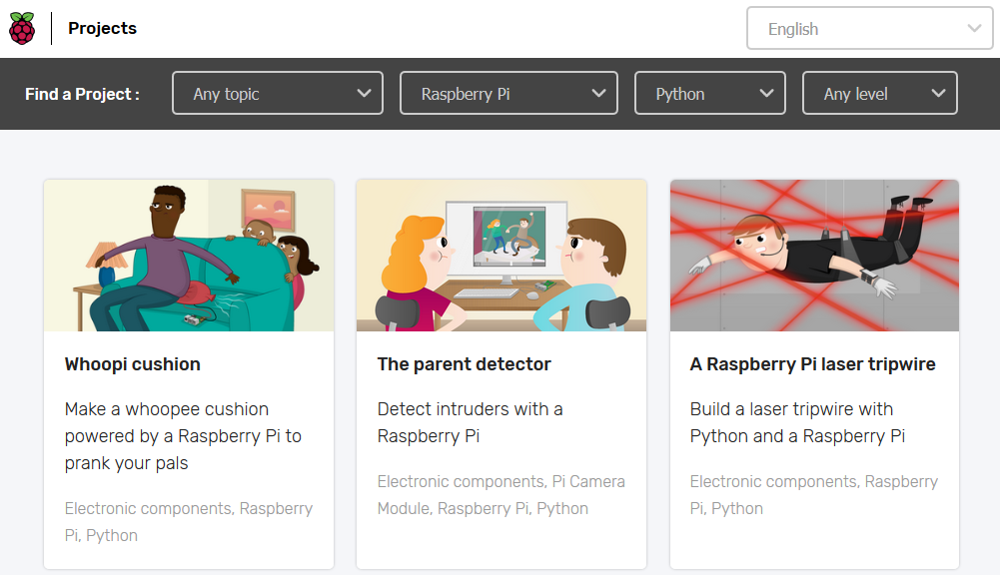 Projects
English
Find a Project :
Any topic
Raspberry Pi
Python
Any level
Whoopi cushion
Make a whoopee cushion
powered by a Raspberry Pi to
prank your pals
Electronic components, Raspberry
Pi, Python
The parent detector
Detect intruders with a
Raspberry Pi
Electronic components, Pi Camera
Module, Raspberry Pi, Python
A Raspberry Pi laser tripwire
Build a laser tripwire with
Python and a Raspberry Pi
Electronic components, Raspberry
Pi, Python